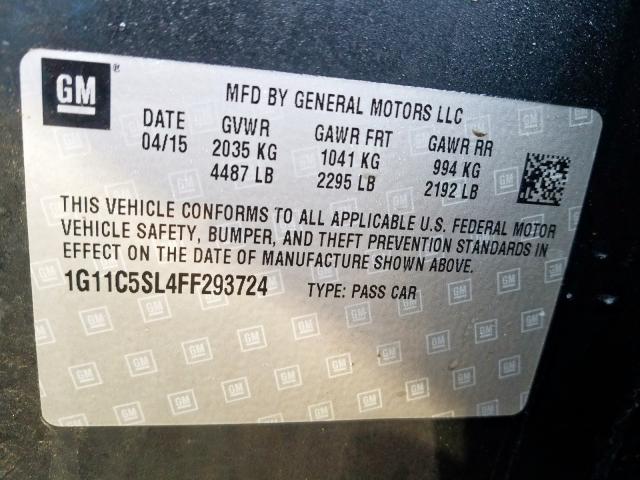 GM ®
MFD BY GENERAL MOTORS LLC
DATE GVWR GAWR FRT GAWR RR
04/15 2035 KG 1041 KG 994 KG
4487 LB 2295 LB 2192 LB
THIS VEHICLE CONFORMS TO ALL APPLICABLE U.S. FEDERAL MOTOR
VEHICLE SAFETY, BUMPER, AND THEFT PREVENTION STANDARDS IN
EFFECT ON THE DATE OF MANUFACTURE SHOWN ABOVE.
1G11C5SL4FF293724 TYPE: PASS CAR